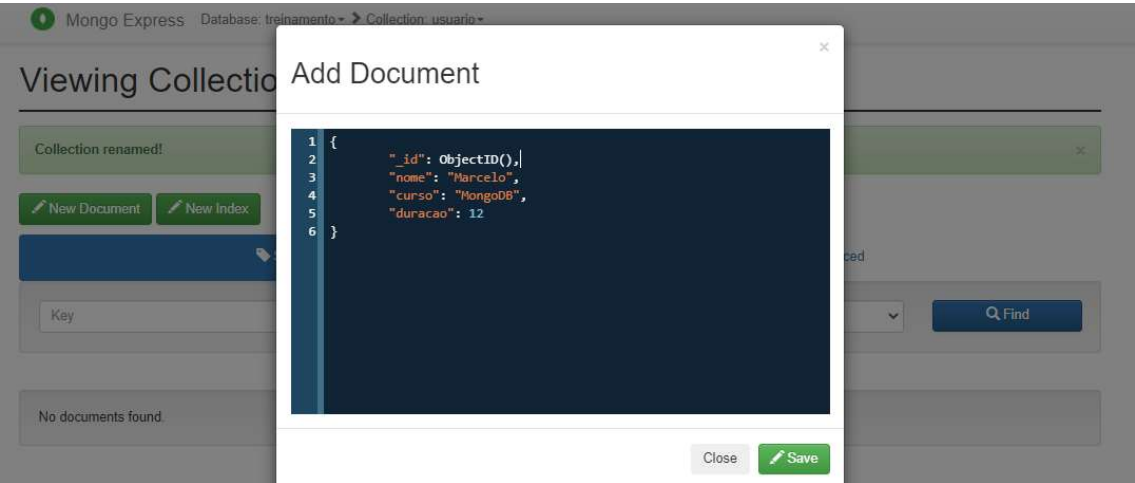 Mongo Express Database: treinamento > Collection: usuario
Viewing Collectio
Add Document
×
Collection renamed!
×
New Document New Index
1 {
2 "_id": ObjectID(),
3 "nome": "Marcelo",
4 "curso": "MongoDB",
5 "duracao": 12
6 }
ced
Key
Find
No documents found.
Close Save